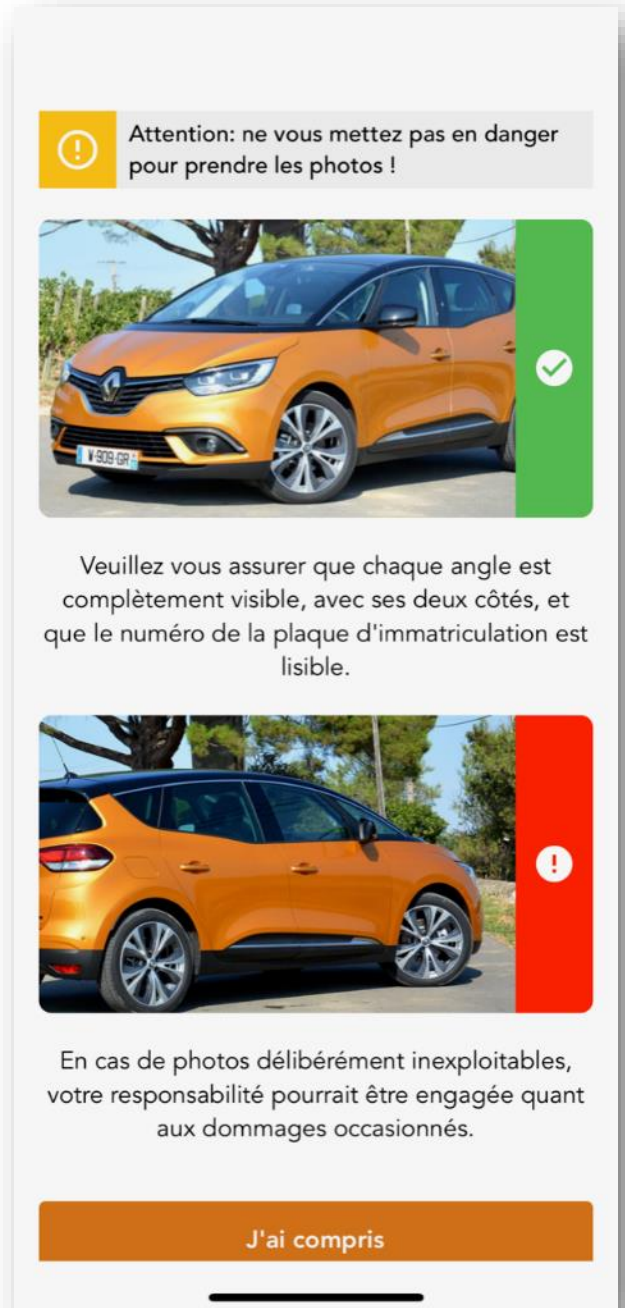 Attention: ne vous mettez pas en danger
pour prendre les photos !
W-909-GR
Veuillez vous assurer que chaque angle est
complètement visible, avec ses deux côtés, et
que le numéro de la plaque d'immatriculation est
lisible.
En cas de photos délibérément inexploitables,
votre responsabilité pourrait être engagée quant
aux dommages occasionnés.
J'ai compris